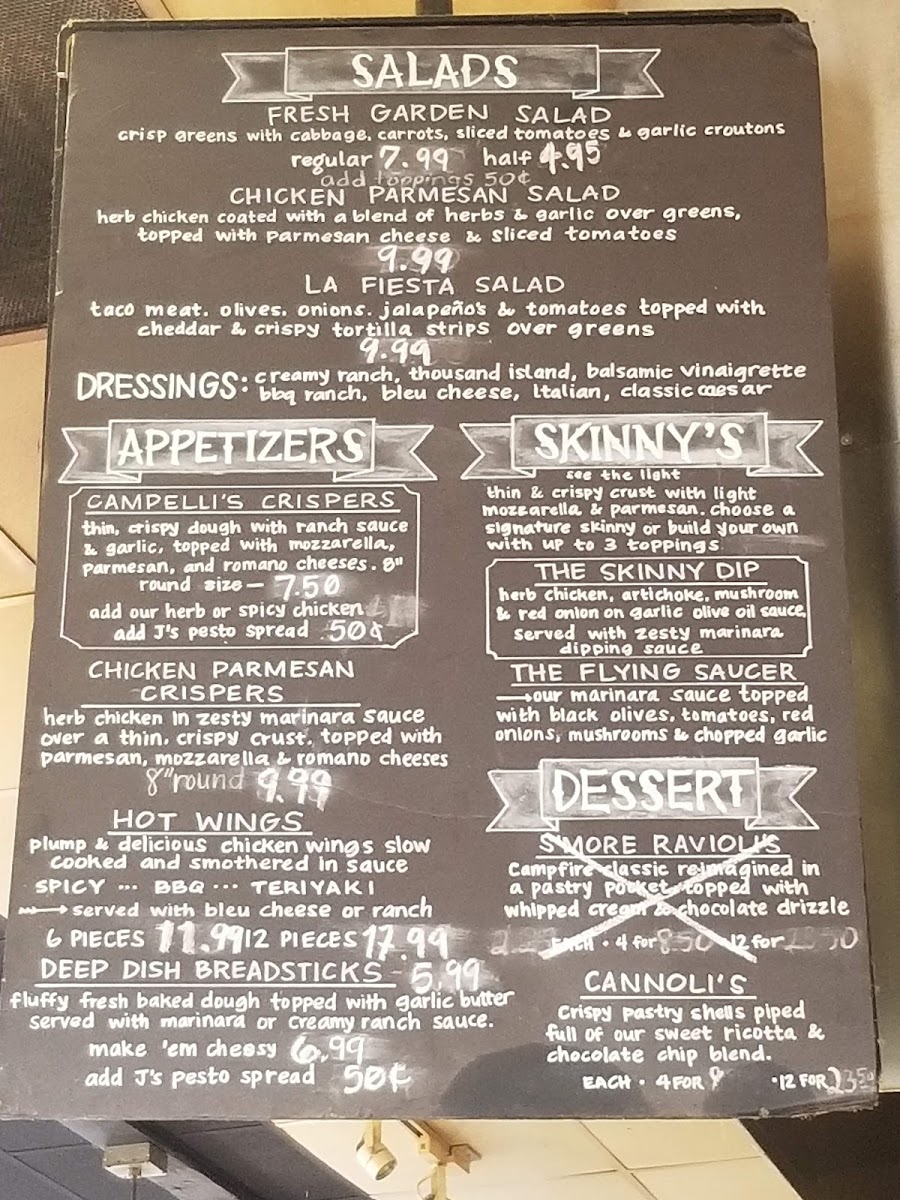 SALADS
FRESH GARDEN SALAD
crisp greens with cabbage, carrots, sliced tomatoes & garlic croutons
regular 7.99 half 4.95
add toppings 50¢
CHICKEN PARMESAN SALAD
herb chicken coated with a blend of herbs & garlic over greens,
topped with parmesan cheese & sliced tomatoes
9.99
LA FIESTA SALAD
taco meat, olives, onions, jalapeño's & tomatoes topped with
cheddar & crispy tortilla strips over greens
9.99
DRESSINGS: creamy ranch, thousand island, balsamic vinaigrette
bbq ranch, bleu cheese, Italian, classic caesar
APPETIZERS
CAMPELLI'S CRISPERS
thin, crispy dough with ranch sauce
& garlic, topped with mozzarella,
parmesan, and romano cheeses. 8"
round size – 7.50
add our herb or spicy chicken
add J's pesto spread .50¢
CHICKEN PARMESAN
CRISPERS
herb chicken in zesty marinara sauce
over a thin, crispy crust, topped with
parmesan, mozzarella & romano cheeses
8" round 9.99
HOT WINGS
plump & delicious chicken wings slow
cooked and smothered in sauce
SPICY ... BBQ ... TERIYAKI
served with bleu cheese or ranch
6 PIECES 11.99 12 PIECES 17.99
DEEP DISH BREADSTICKS - 5.99
fluffy fresh baked dough topped with garlic butter
served with marinara or creamy ranch sauce.
make 'em cheesy 6.99
add J's pesto spread 50¢
SKINNY'S
see the light
thin & crispy crust with light
mozzarella & parmesan. choose a
signature skinny or build your own
with up to 3 toppings
THE SKINNY DIP
herb chicken, artichoke, mushroom
& red onion on garlic olive oil sauce,
served with zesty marinara
dipping sauce
THE FLYING SAUCER
our marinara sauce topped
with black olives, tomatoes, red
onions, mushrooms & chopped garlic
DESSERT
S'MORE RAVIOLI'S
Campfire classic reimagined in
a pastry pocket topped with
whipped cream & chocolate drizzle
EACH · 4 for 8.50 · 12 for
CANNOLI'S
Crispy pastry shells piped
full of our sweet ricotta &
chocolate chip blend.
EACH · 4 FOR · 12 FOR 23.50